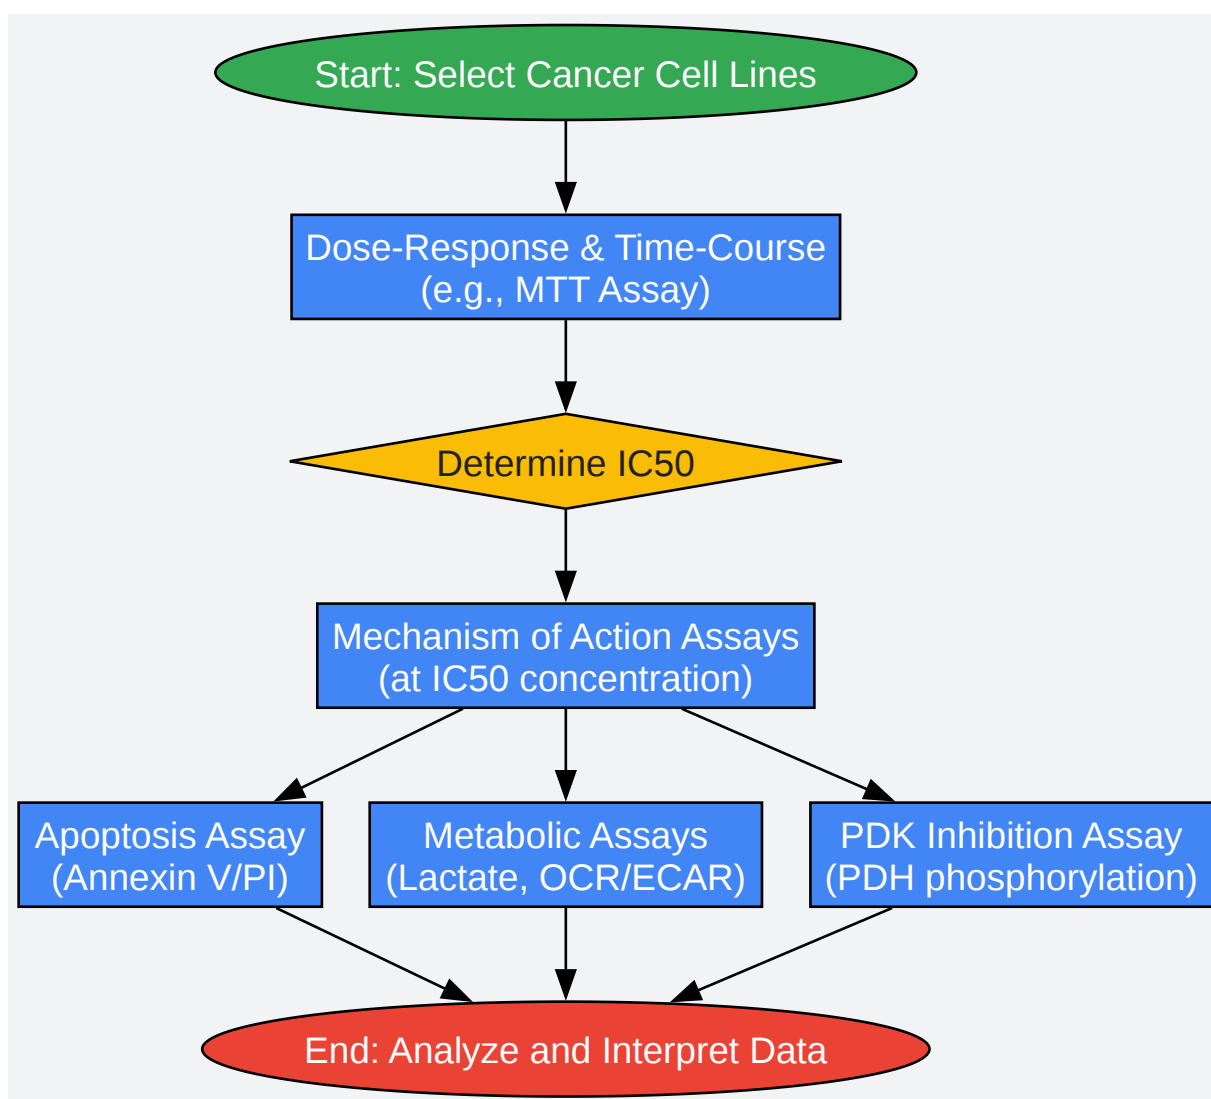 Start: Select Cancer Cell Lines
Dose-Response & Time-Course
(e.g., MTT Assay)
Determine IC50
Mechanism of Action Assays
(at IC50 concentration)
Apoptosis Assay
(Annexin V/PI)
Metabolic Assays
(Lactate, OCR/ECAR)
PDK Inhibition Assay
(PDH phosphorylation)
End: Analyze and Interpret Data